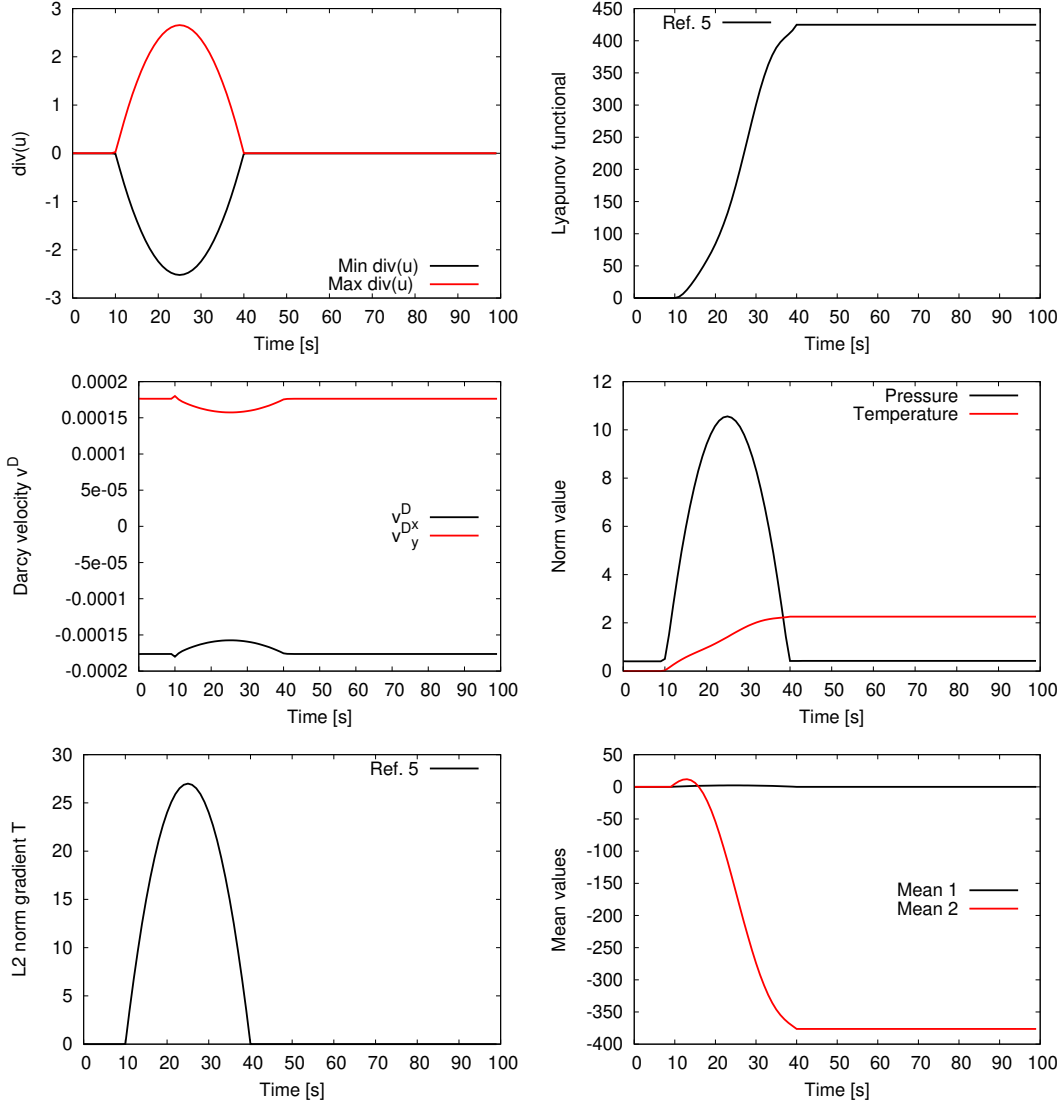 3
2
1
0
-1
-2
-3
div(u)
Min div(u)
Max div(u)
0 10 20 30 40 50 60 70 80 90 100
Time [s]
450
400
350
300
250
200
150
100
50
0
Lyapunov functional
Ref. 5
0 10 20 30 40 50 60 70 80 90 100
Time [s]
0.0002
0.00015
0.0001
5e-05
0
-5e-05
-0.0001
-0.00015
-0.0002
Darcy velocity v^D
v^D_x
v^D_y
0 10 20 30 40 50 60 70 80 90 100
Time [s]
12
10
8
6
4
2
0
Norm value
Pressure
Temperature
0 10 20 30 40 50 60 70 80 90 100
Time [s]
30
25
20
15
10
5
0
L2 norm gradient T
Ref. 5
0 10 20 30 40 50 60 70 80 90 100
Time [s]
50
0
-50
-100
-150
-200
-250
-300
-350
-400
Mean values
Mean 1
Mean 2
0 10 20 30 40 50 60 70 80 90 100
Time [s]